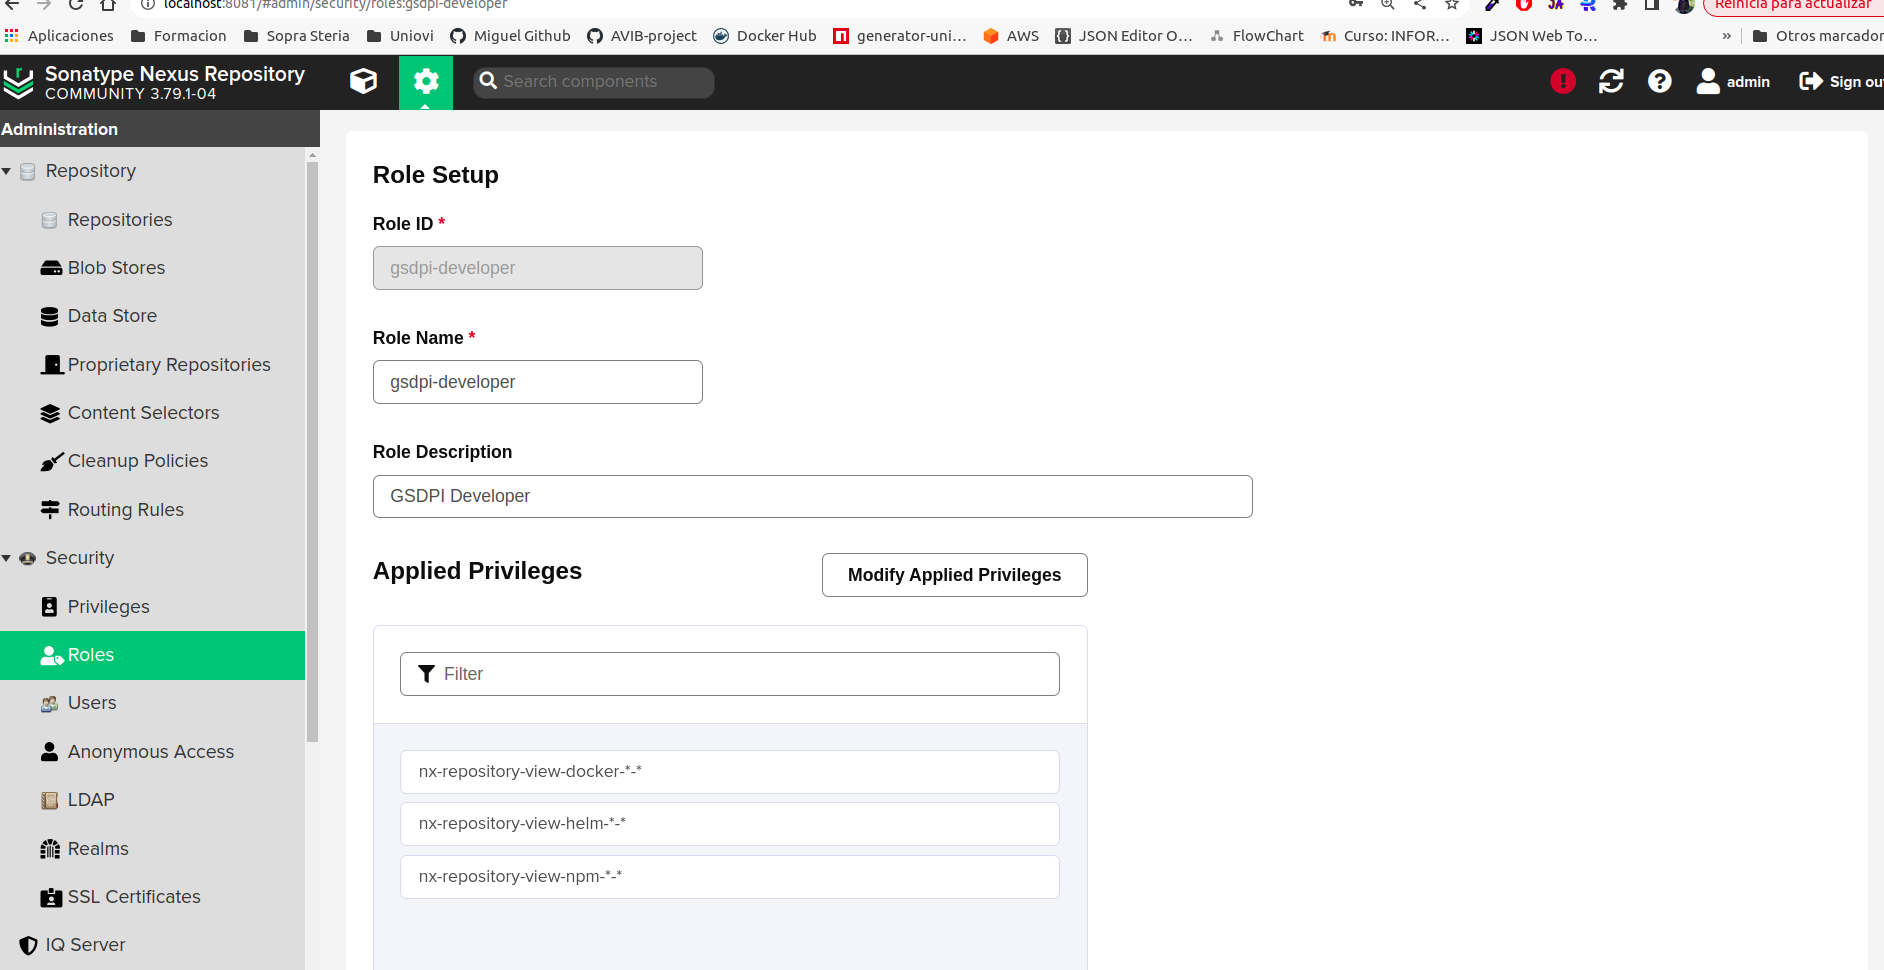 localhost:8081/#admin/security/roles:gsdpi-developer
Reinicia para actualizar
Aplicaciones Formacion Sopra Steria Uniovi Miguel Github AVIB-project Docker Hub generator-uni... AWS JSON Editor O... FlowChart Curso: INFOR... JSON Web To... » Otros marcador
Sonatype Nexus Repository
COMMUNITY 3.79.1-04
Search components
admin
Sign ou
Administration
Repository
Repositories
Blob Stores
Data Store
Proprietary Repositories
Content Selectors
Cleanup Policies
Routing Rules
Security
Privileges
Roles
Users
Anonymous Access
LDAP
Realms
SSL Certificates
IQ Server
Role Setup
Role ID *
gsdpi-developer
Role Name *
gsdpi-developer
Role Description
GSDPI Developer
Applied Privileges
Modify Applied Privileges
Filter
nx-repository-view-docker-*-*
nx-repository-view-helm-*-*
nx-repository-view-npm-*-*